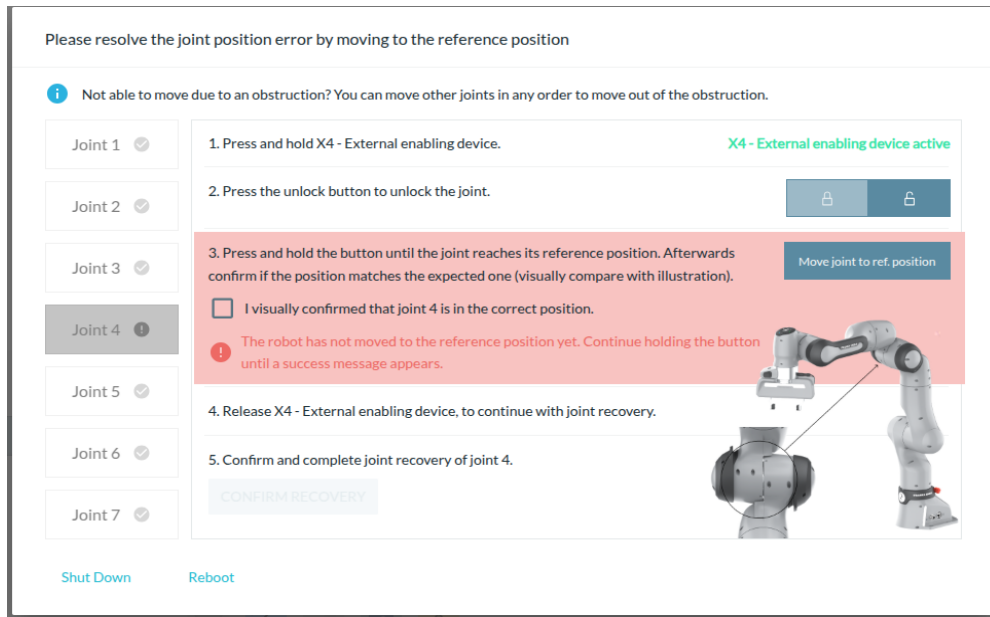 Please resolve the joint position error by moving to the reference position
Not able to move due to an obstruction? You can move other joints in any order to move out of the obstruction.
Joint 1
Joint 2
Joint 3
Joint 4
Joint 5
Joint 6
Joint 7
1. Press and hold X4 - External enabling device.
X4 - External enabling device active
2. Press the unlock button to unlock the joint.
3. Press and hold the button until the joint reaches its reference position. Afterwards
confirm if the position matches the expected one (visually compare with illustration).
Move joint to ref. position
I visually confirmed that joint 4 is in the correct position.
The robot has not moved to the reference position yet. Continue holding the button
until a success message appears.
4. Release X4 - External enabling device, to continue with joint recovery.
5. Confirm and complete joint recovery of joint 4.
CONFIRM RECOVERY
Shut Down
Reboot